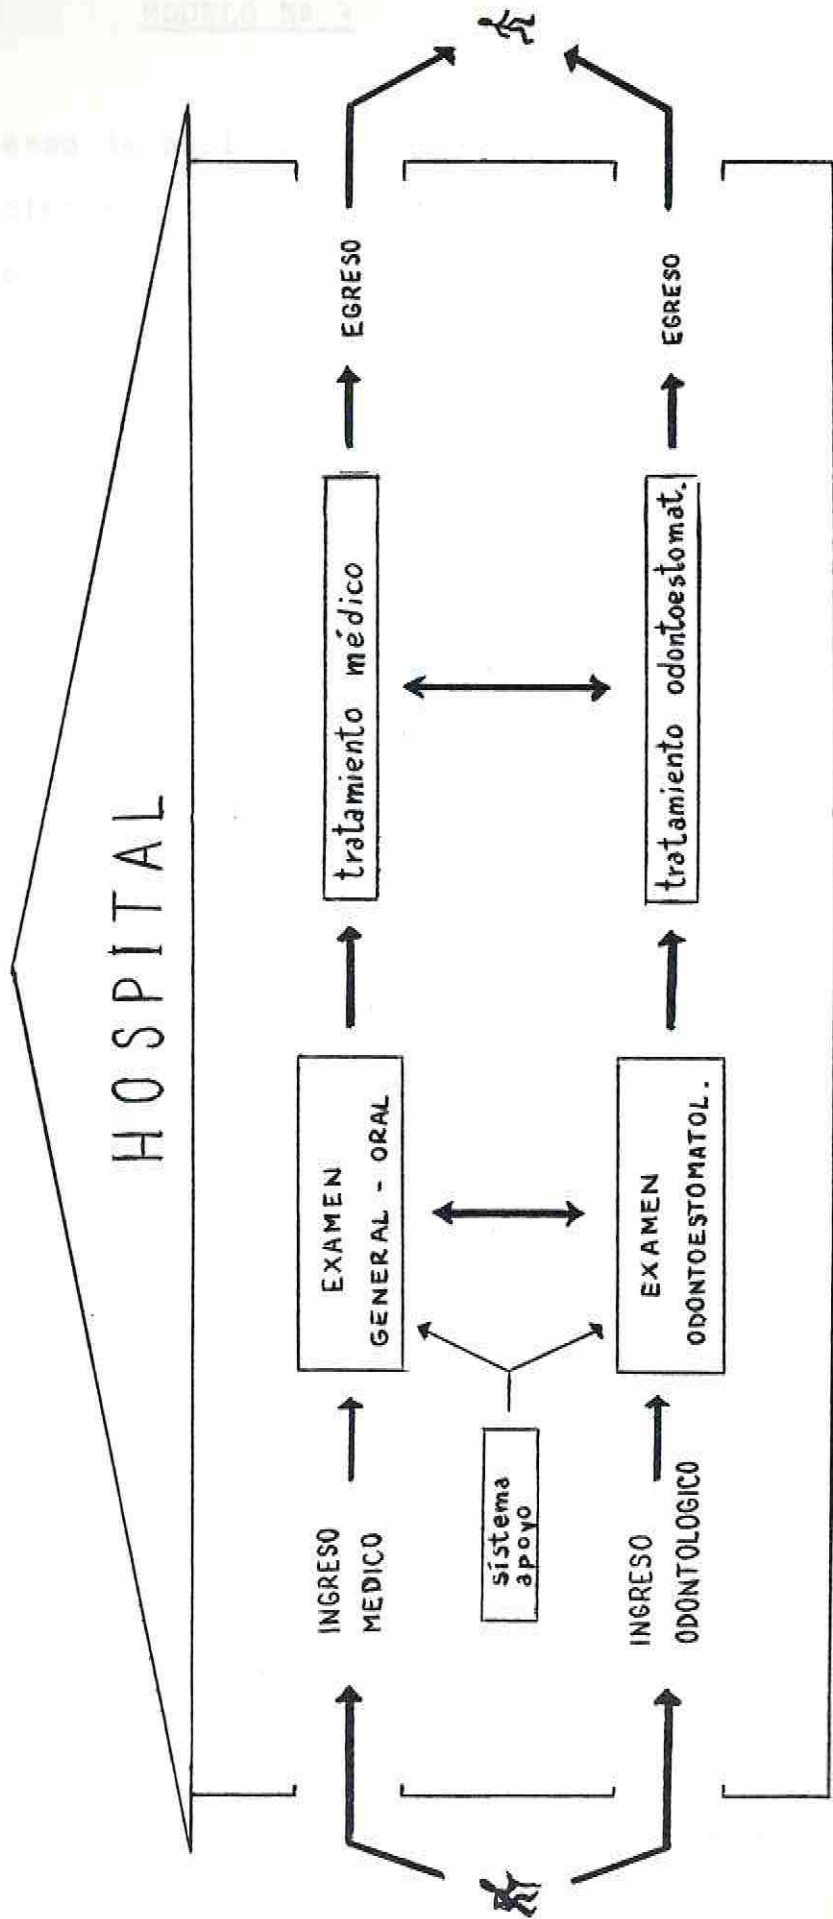 HOSPITAL
INGRESO
MEDICO
EXAMEN
GENERAL - ORAL
tratamiento médico
EGRESO
sistema
apoyo
INGRESO
ODONTOLOGICO
EXAMEN
ODONTOESTOMATOL.
tratamiento odontoestomat.
EGRESO